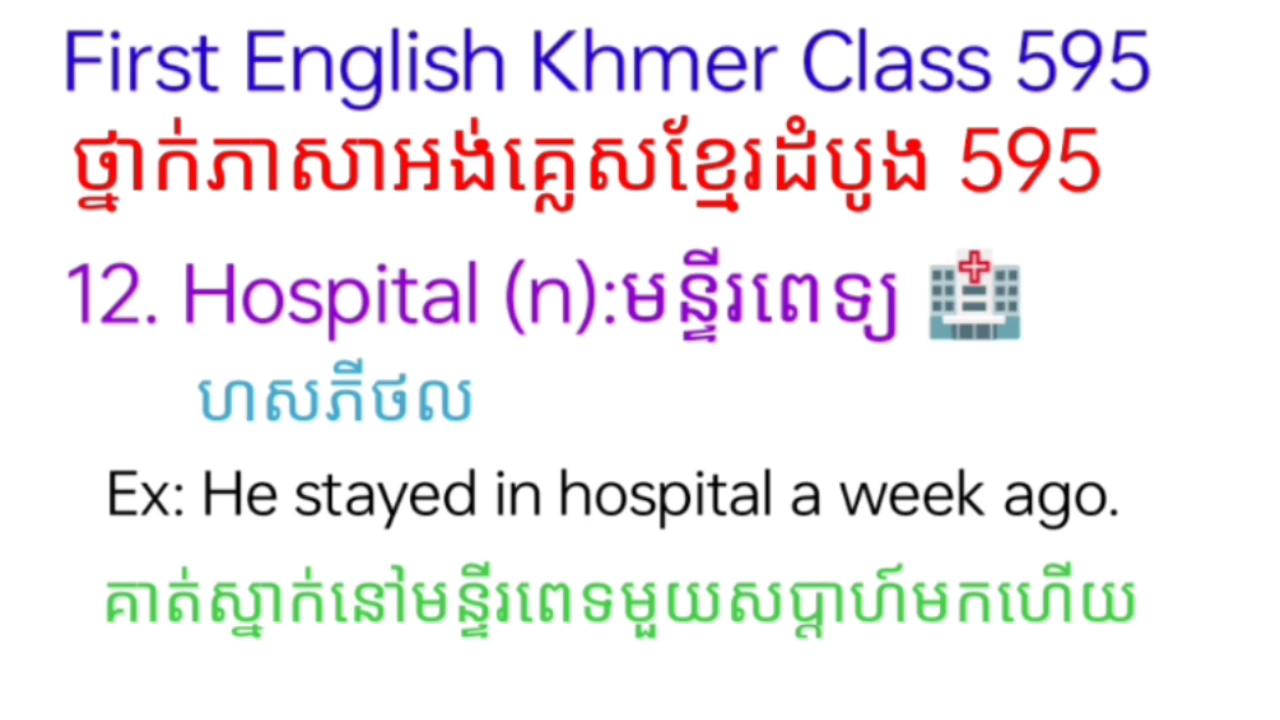 First English Khmer Class 595
ថ្នាក់ភាសាអង់គ្លេសខ្មែរដំបូង 595
12. Hospital (n):មន្ទីរពេទ្យ
ហសភីថល
Ex: He stayed in hospital a week ago.
គាត់ស្នាក់នៅមន្ទីរពេទមួយសប្តាហ៍មកហើយ